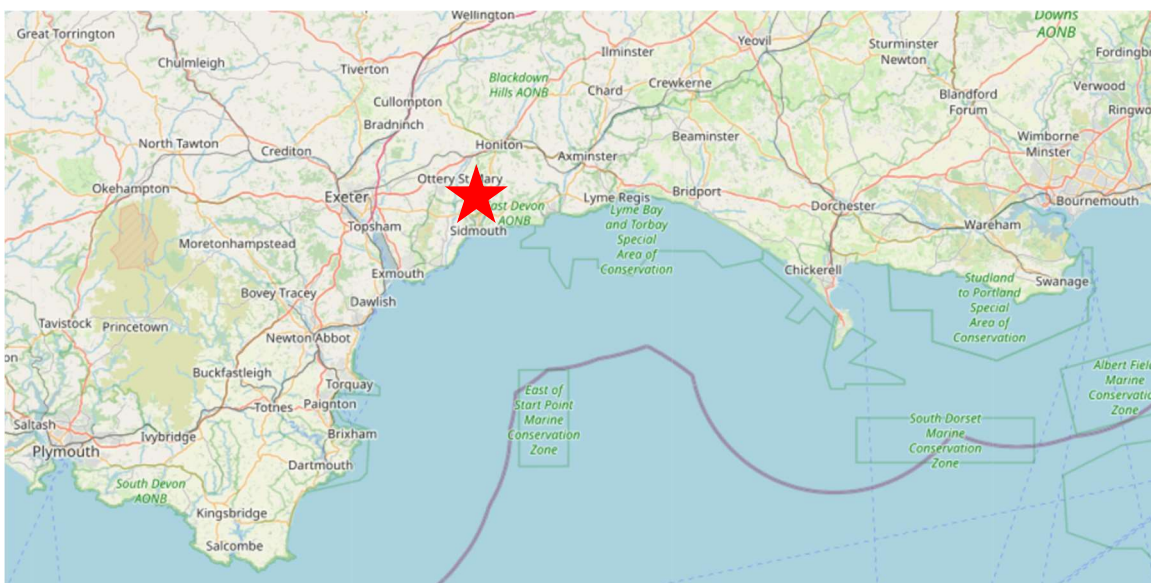 Wellington
Downs
AONB
Great Torrington
Chulmleigh
Tiverton
Ilminster
Yeovil
Sturminster
Newton
Fordingb
Blackdown
Hills AONB
Chard
Crewkerne
Cullompton
Bradninch
Blandford
Forum
Verwood
Ringwo
North Tawton
Crediton
Honiton
Axminster
Beaminster
Wimborne
Minster
Okehampton
Exeter
Ottery St Mary
Lyme Regis
Bridport
Dorchester
Bournemouth
East Devon
AONB
Sidmouth
Topsham
Lyme Bay
and Torbay
Special
Area of
Conservation
Wareham
Moretonhampstead
Exmouth
Chickerell
Swanage
Studland
to Portland
Special
Area of
Conservation
Bovey Tracey
Dawlish
Tavistock
Princetown
Newton Abbot
on
Buckfastleigh
Torquay
Totnes
Paignton
East of
Start Point
Marine
Conservation
Zone
Albert Field
Marine
Conservatio
Zone
Saltash
Plymouth
Ivybridge
Brixham
Dartmouth
South Dorset
Marine
Conservation
Zone
South Devon
AONB
Kingsbridge
Salcombe